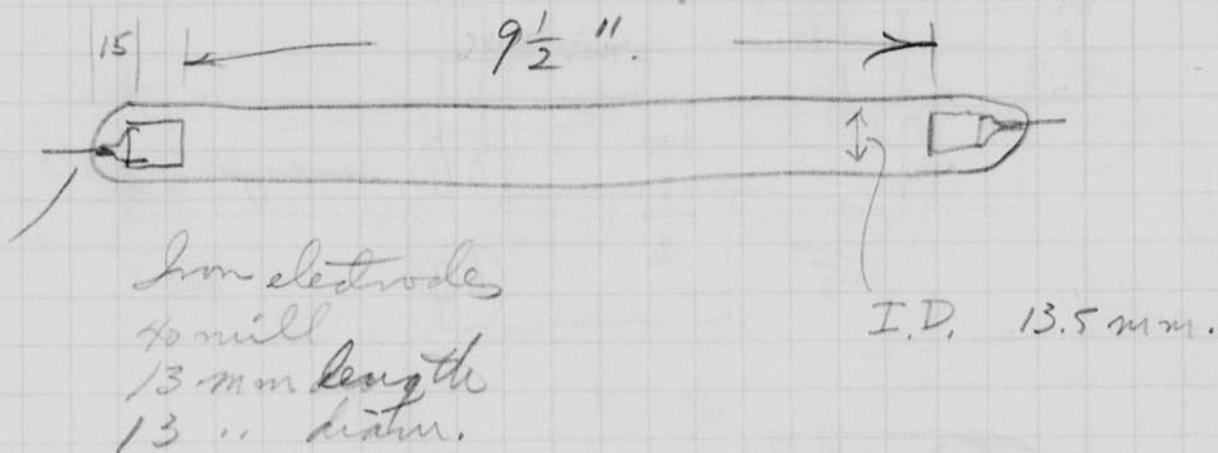 15
9 1/2 ".
Iron electrodes
40 mill
13 mm length
13 " diam.
I.D. 13.5 mm.